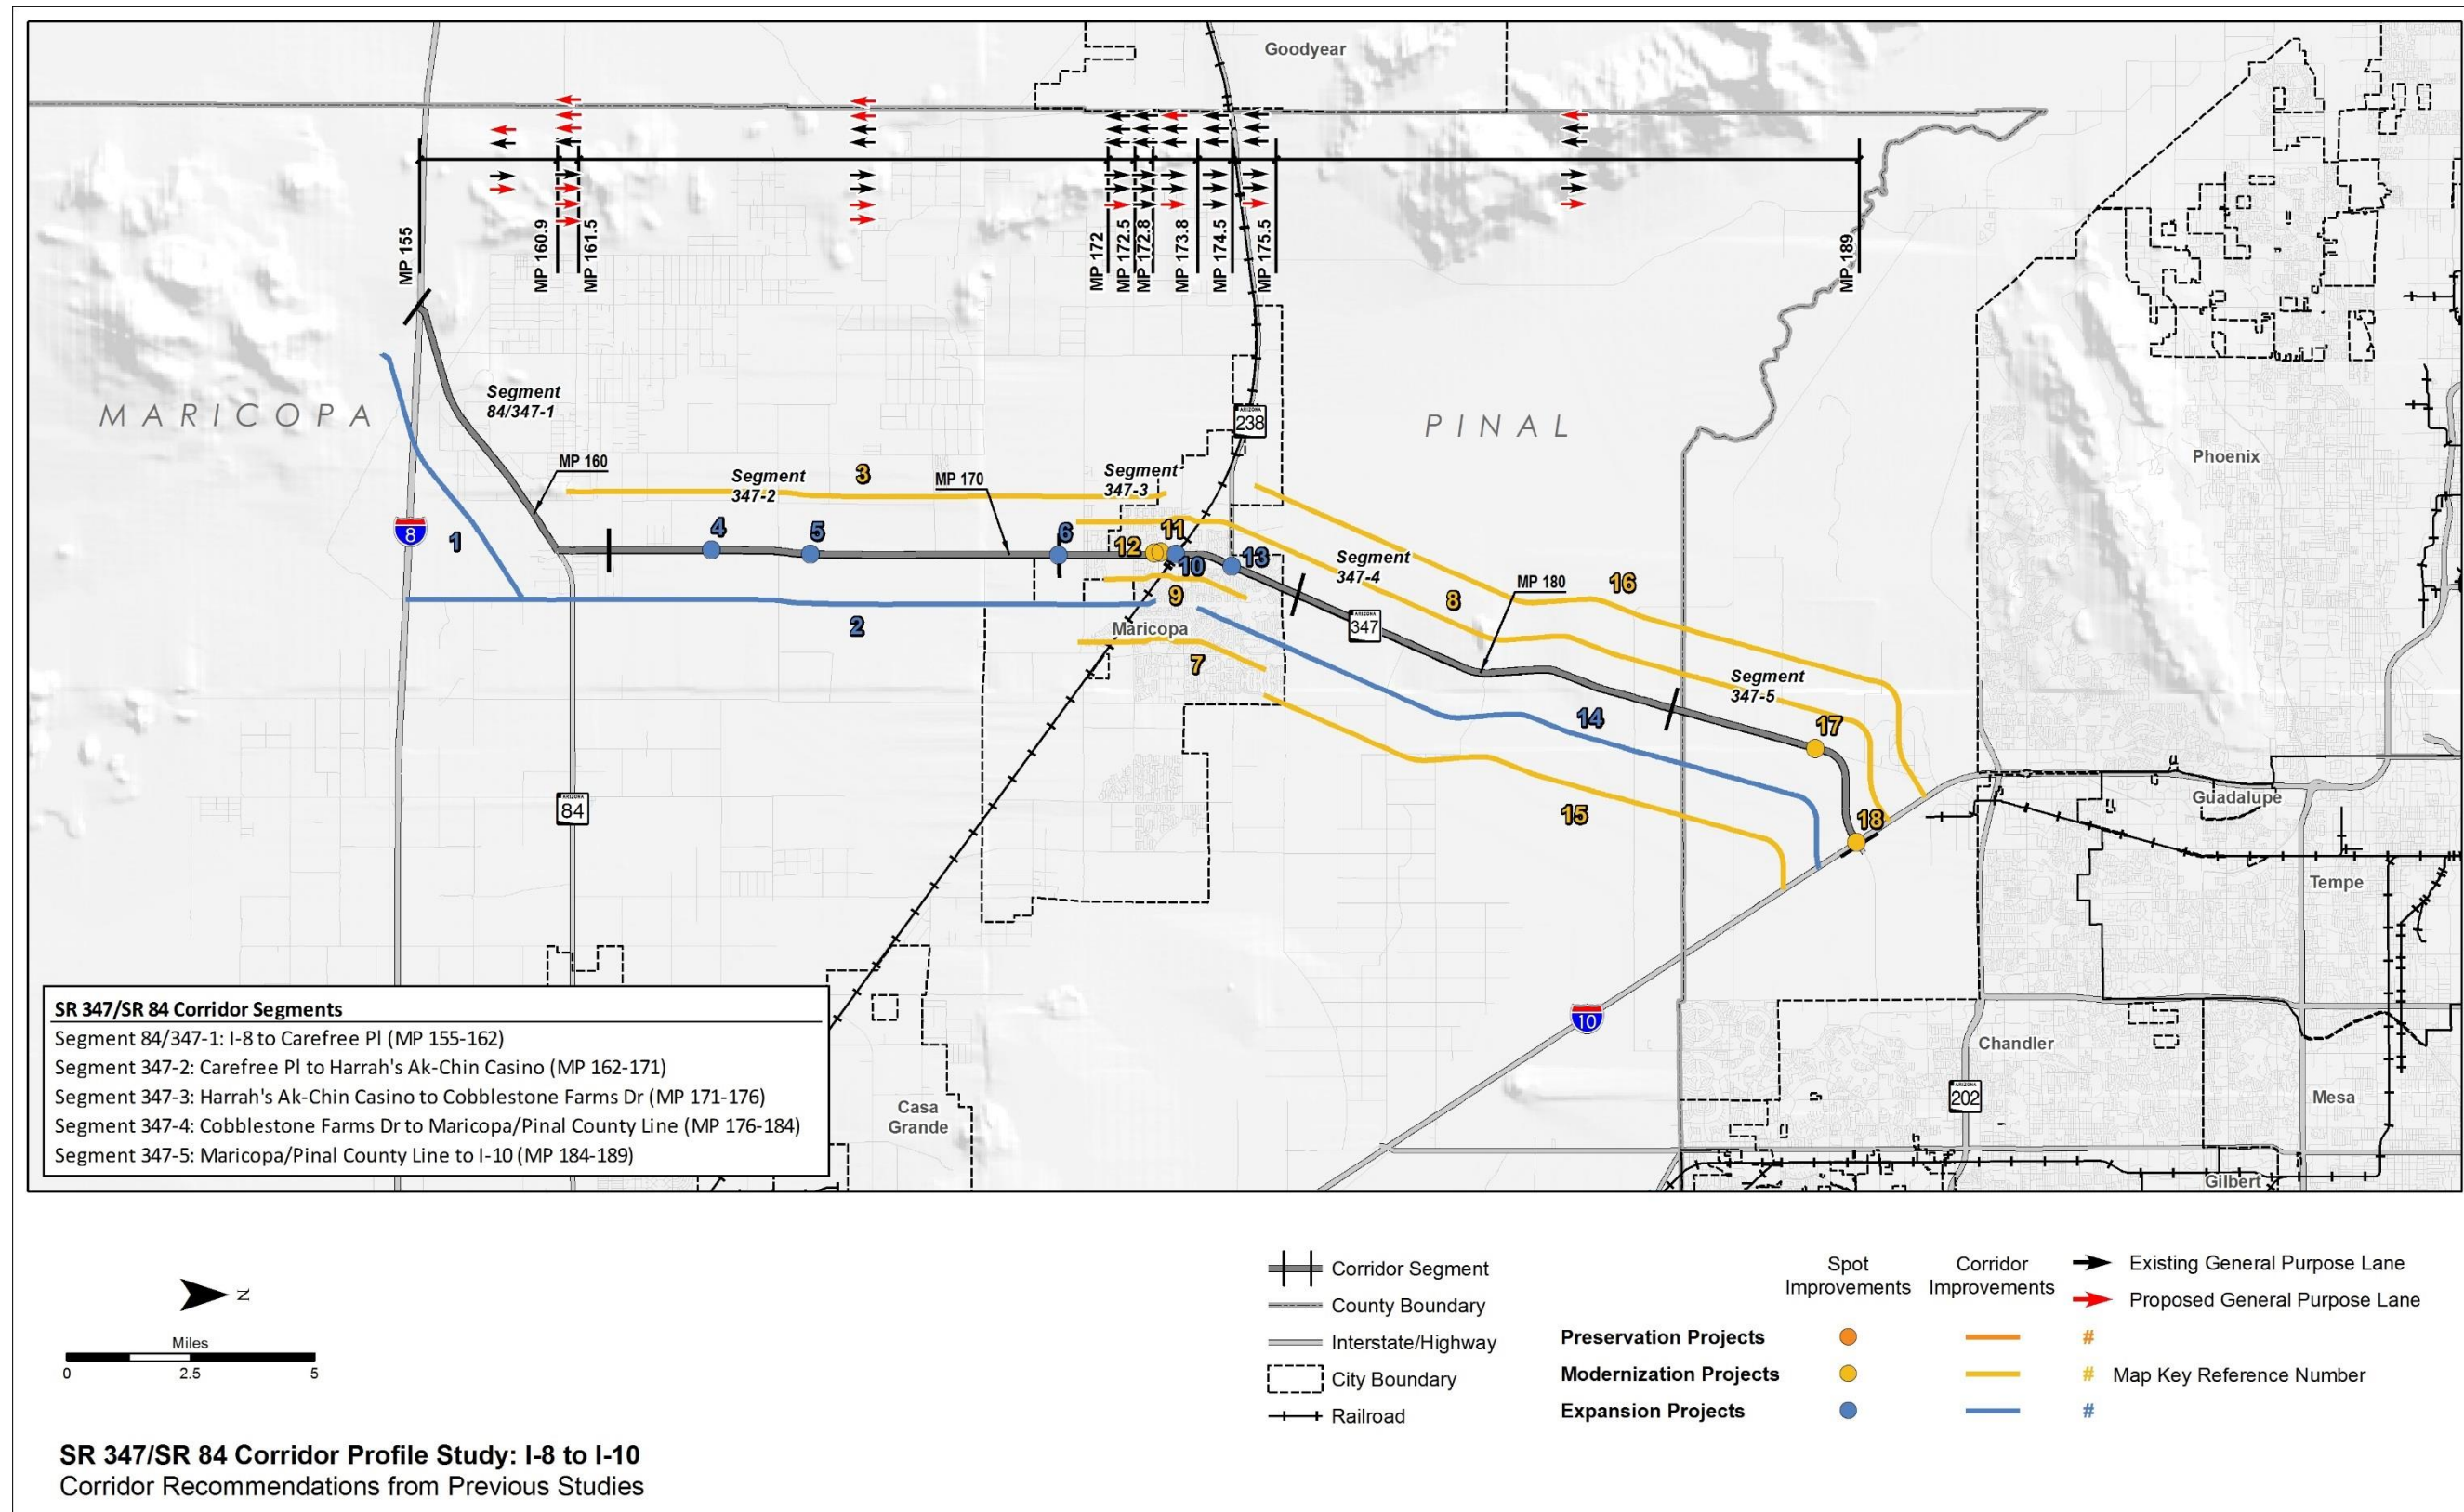 Goodyear
MP 155
MP 160.9
MP 161.5
MP 172
MP 172.5
MP 172.8
MP 173.8
MP 174.5
MP 175.5
MP 189
MARICOPA
PINAL
Segment
84/347-1
MP 160
Segment
347-2
3
MP 170
Segment
347-3
ARIZONA
238
Phoenix
8
1
4
5
6
12
11
10
13
9
2
Maricopa
7
Segment
347-4
ARIZONA
347
8
MP 180
16
Segment
347-5
14
17
15
18
ARIZONA
84
Guadalupe
Tempe
10
Chandler
ARIZONA
202
Mesa
Gilbert
Casa
Grande
SR 347/SR 84 Corridor Segments
Segment 84/347-1: I-8 to Carefree Pl (MP 155-162)
Segment 347-2: Carefree Pl to Harrah's Ak-Chin Casino (MP 162-171)
Segment 347-3: Harrah's Ak-Chin Casino to Cobblestone Farms Dr (MP 171-176)
Segment 347-4: Cobblestone Farms Dr to Maricopa/Pinal County Line (MP 176-184)
Segment 347-5: Maricopa/Pinal County Line to I-10 (MP 184-189)
N
Miles
0 2.5 5
Corridor Segment
County Boundary
Interstate/Highway
City Boundary
Railroad
Spot
Improvements
Corridor
Improvements
Existing General Purpose Lane
Proposed General Purpose Lane
Preservation Projects #
Modernization Projects # Map Key Reference Number
Expansion Projects #
SR 347/SR 84 Corridor Profile Study: I-8 to I-10
Corridor Recommendations from Previous Studies